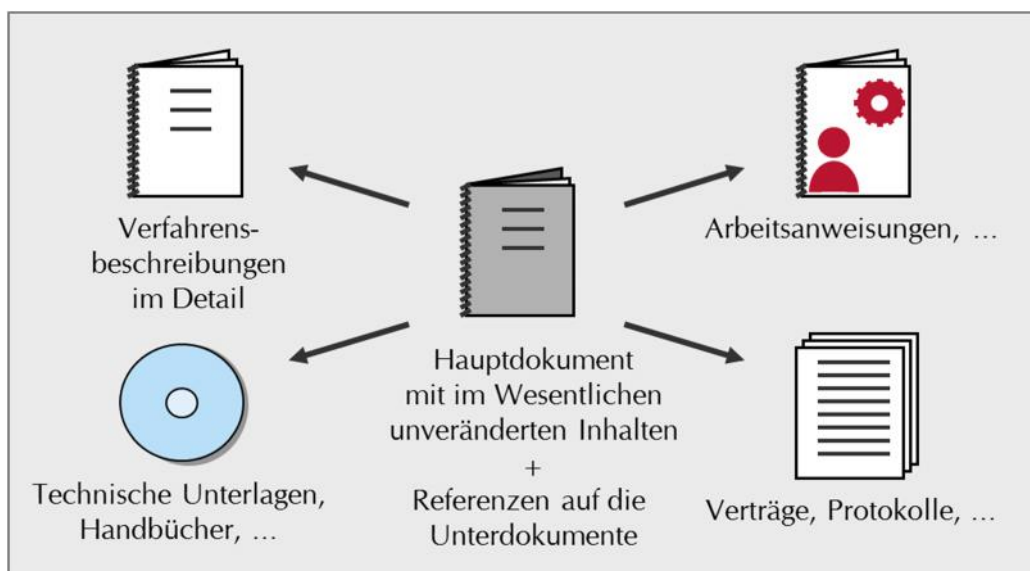 Verfahrens-
beschreibungen
im Detail
Arbeitsanweisungen, ...
Hauptdokument
mit im Wesentlichen
unveränderten Inhalten
+
Referenzen auf die
Unterdokumente
Technische Unterlagen,
Handbücher, ...
Verträge, Protokolle, ...